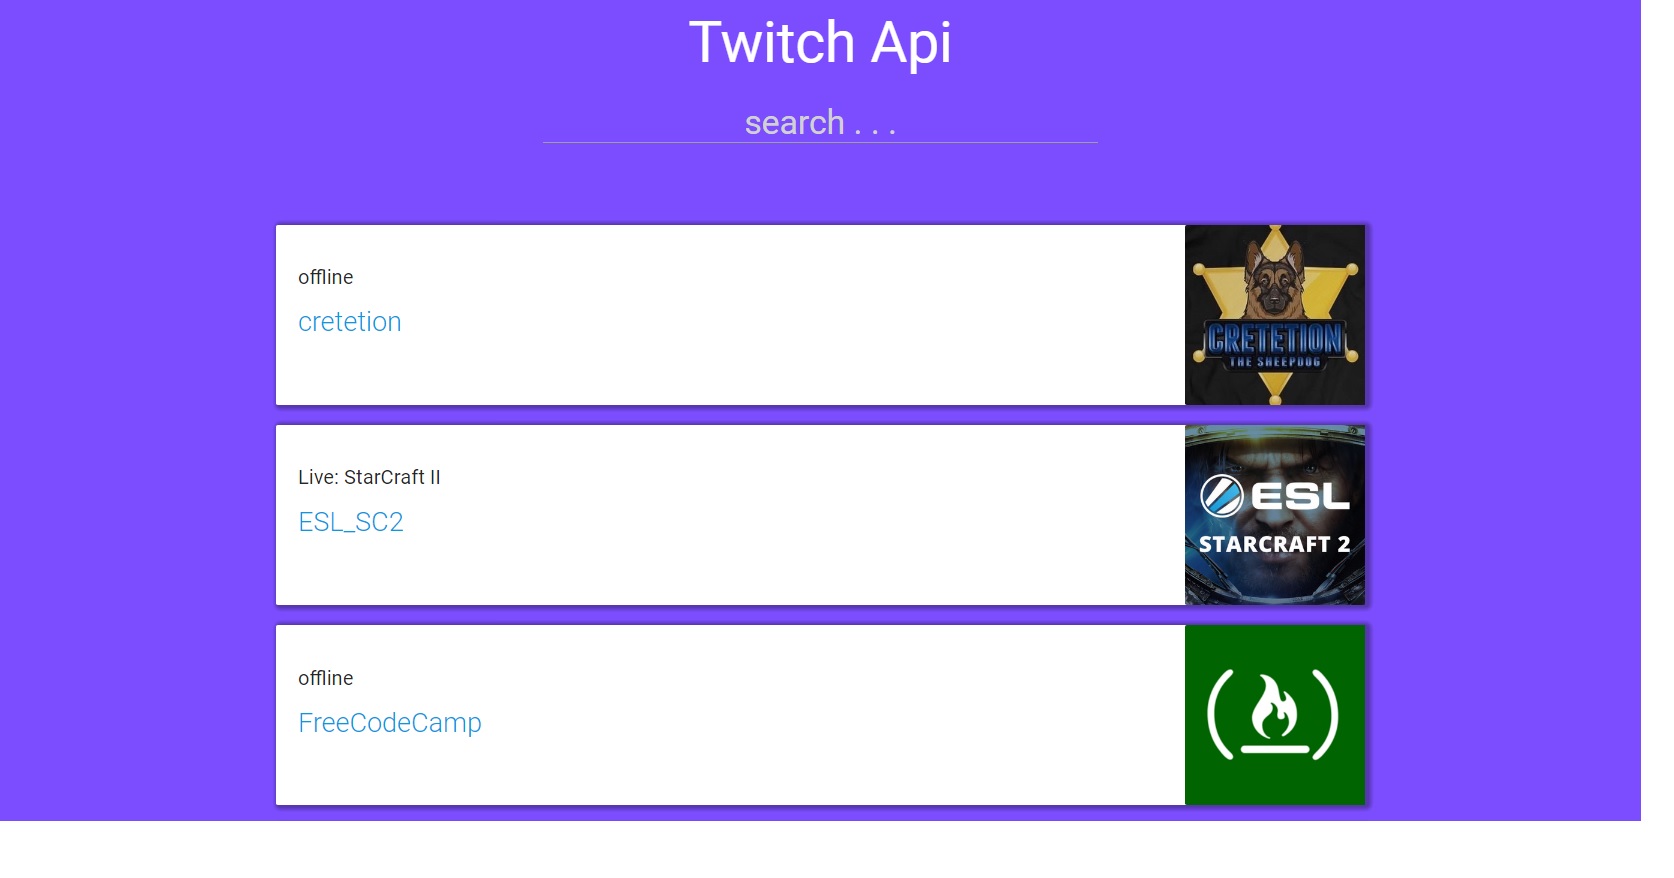 Twitch Api
search . . .
offline
cretetion
CRETETION
THE SHEEPDOG
Live: StarCraft II
ESL_SC2
ESL
STARCRAFT 2
offline
FreeCodeCamp